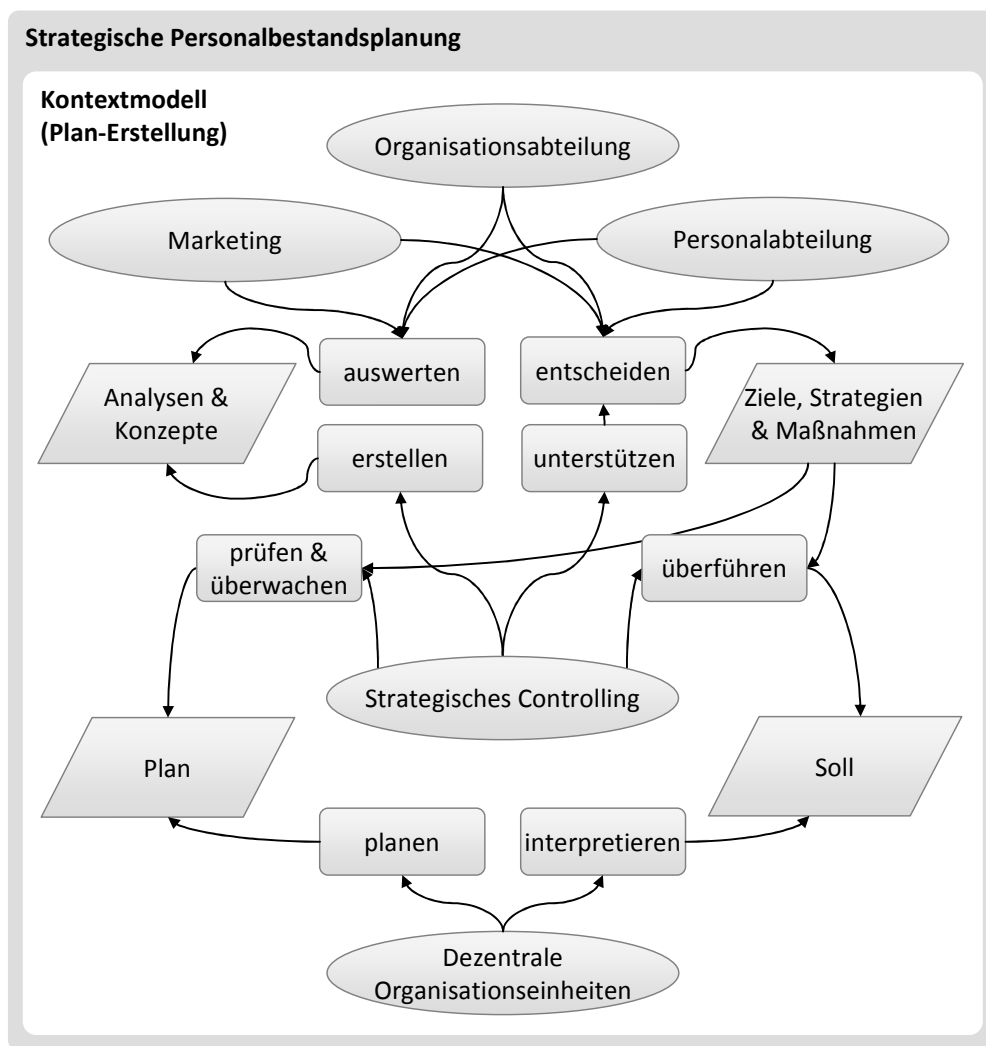 Strategische Personalbestandsplanung
Kontextmodell
(Plan-Erstellung)
Organisationsabteilung
Marketing
Personalabteilung
auswerten
entscheiden
Analysen &
Konzepte
Ziele, Strategien
& Maßnahmen
erstellen
unterstützen
prüfen &
überwachen
überführen
Strategisches Controlling
Plan
Soll
planen
interpretieren
Dezentrale
Organisationseinheiten